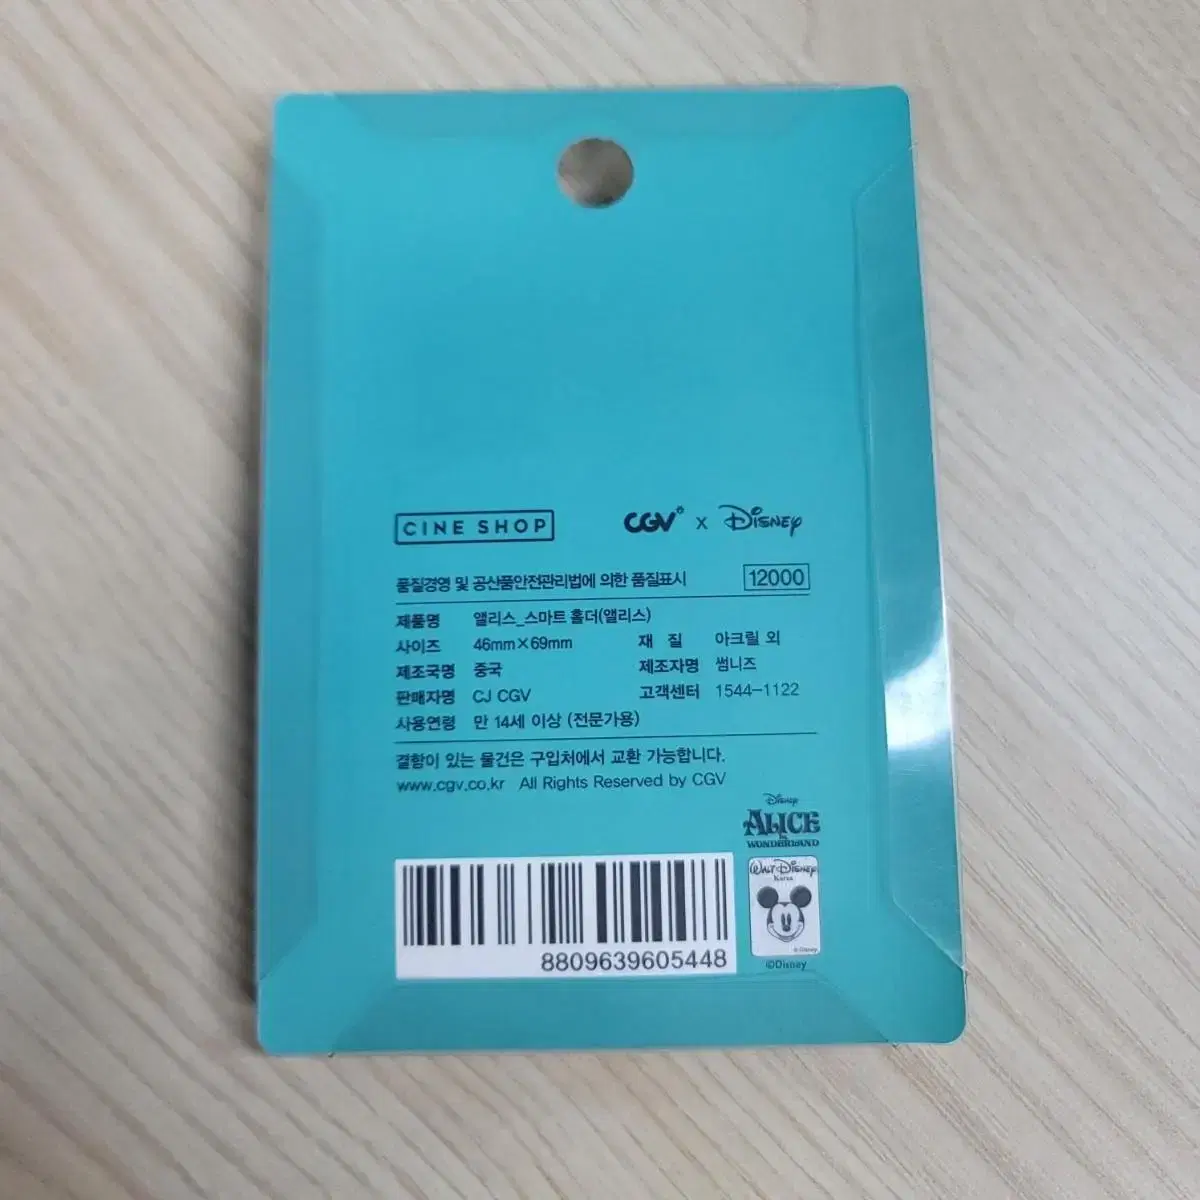 CINE SHOP CGV x Disney
품질경영 및 공산품안전관리법에 의한 품질표시 12000
제품명 앨리스_스마트 홀더(앨리스)
사이즈 46mm×69mm 재 질 아크릴 외
제조국명 중국 제조자명 썸니즈
판매자명 CJ CGV 고객센터 1544-1122
사용연령 만 14세 이상 (전문가용)
결함이 있는 물건은 구입처에서 교환 가능합니다.
www.cgv.co.kr All Rights Reserved by CGV
Disney
ALICE
IN
WONDERLAND
WALT DISNEY
Korea
© Disney
8809639605448
©Disney